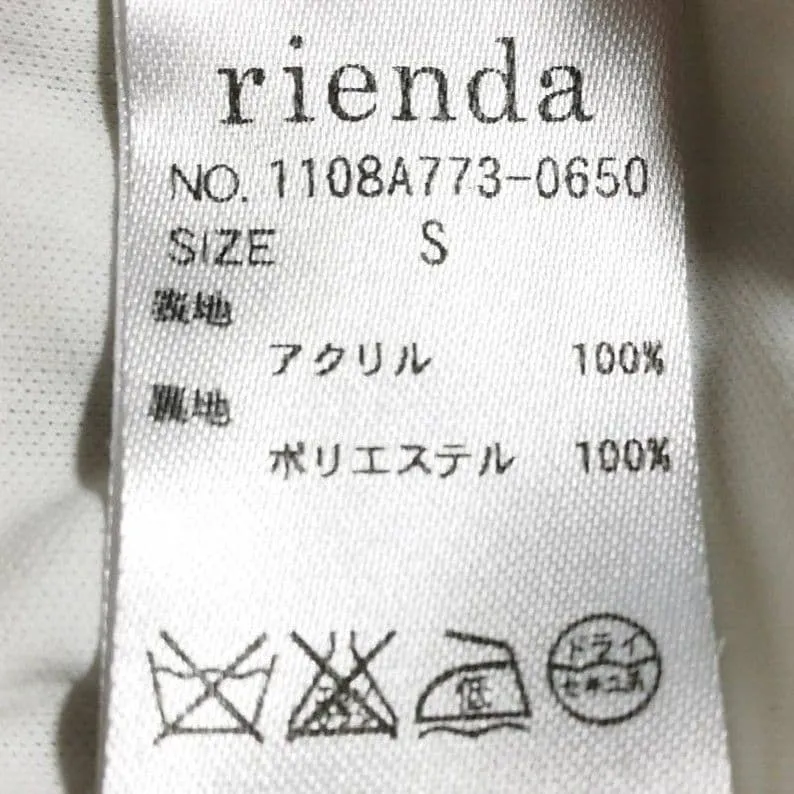 rienda
NO. 1108A773-0650
SIZE S
表地
アクリル 100%
裏地
ポリエステル 100%
低
ドライ
セキユ系